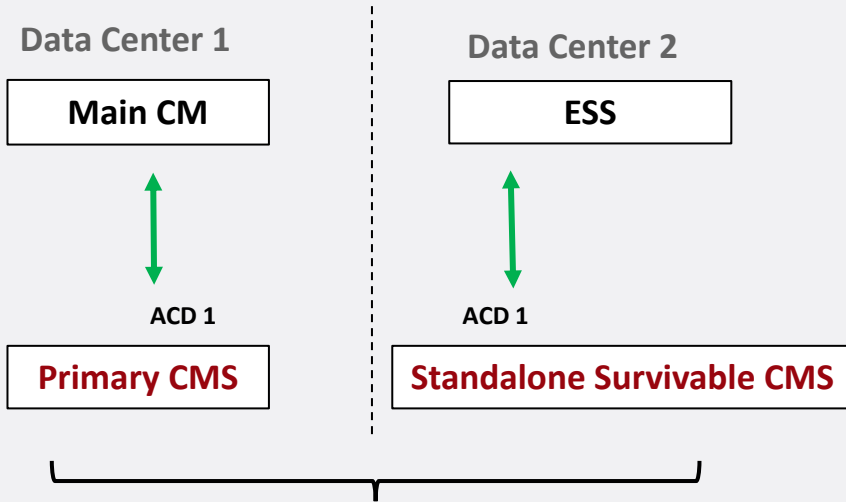 Data Center 1
Data Center 2
Main CM
ESS
ACD 1
ACD 1
Primary CMS
Standalone Survivable CMS